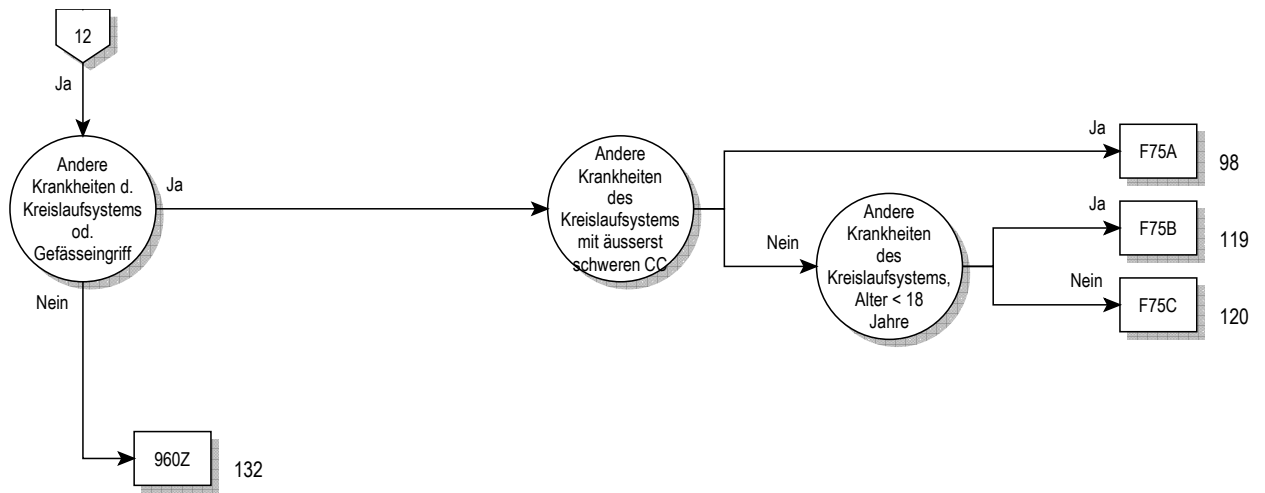 12
Ja
Andere
Krankheiten d.
Kreislaufsystems
od.
Gefässeingriff
Ja
Nein
960Z
132
Andere
Krankheiten
des
Kreislaufsystems
mit äusserst
schweren CC
Ja
F75A
98
Nein
Andere
Krankheiten
des
Kreislaufsystems,
Alter < 18
Jahre
Ja
F75B
119
Nein
F75C
120